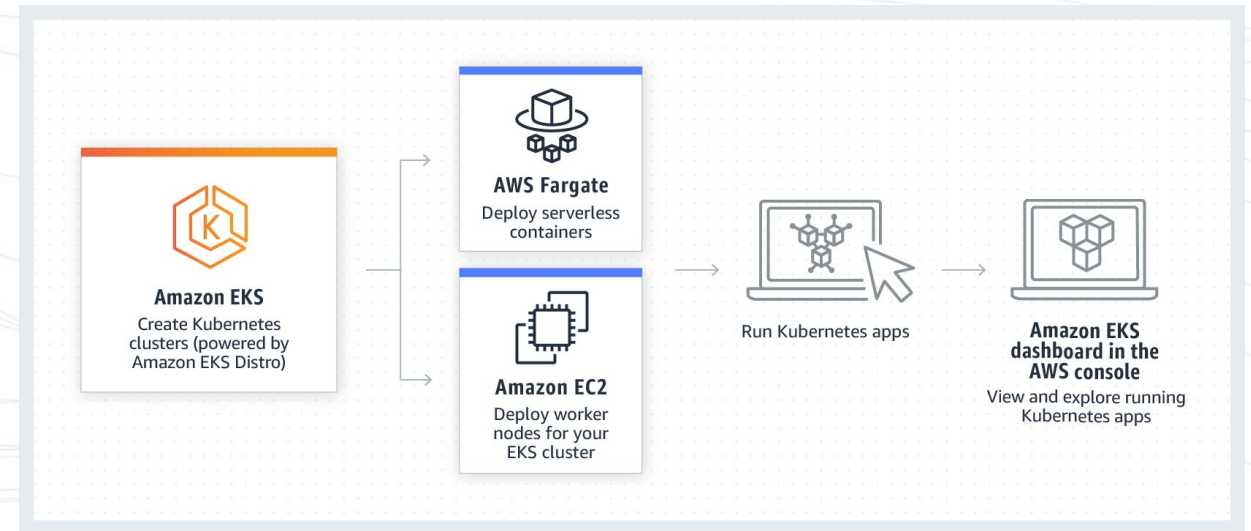 K
Amazon EKS
Create Kubernetes
clusters (powered by
Amazon EKS Distro)
AWS Fargate
Deploy serverless
containers
Amazon EC2
Deploy worker
nodes for your
EKS cluster
Run Kubernetes apps
Amazon EKS
dashboard in the
AWS console
View and explore running
Kubernetes apps